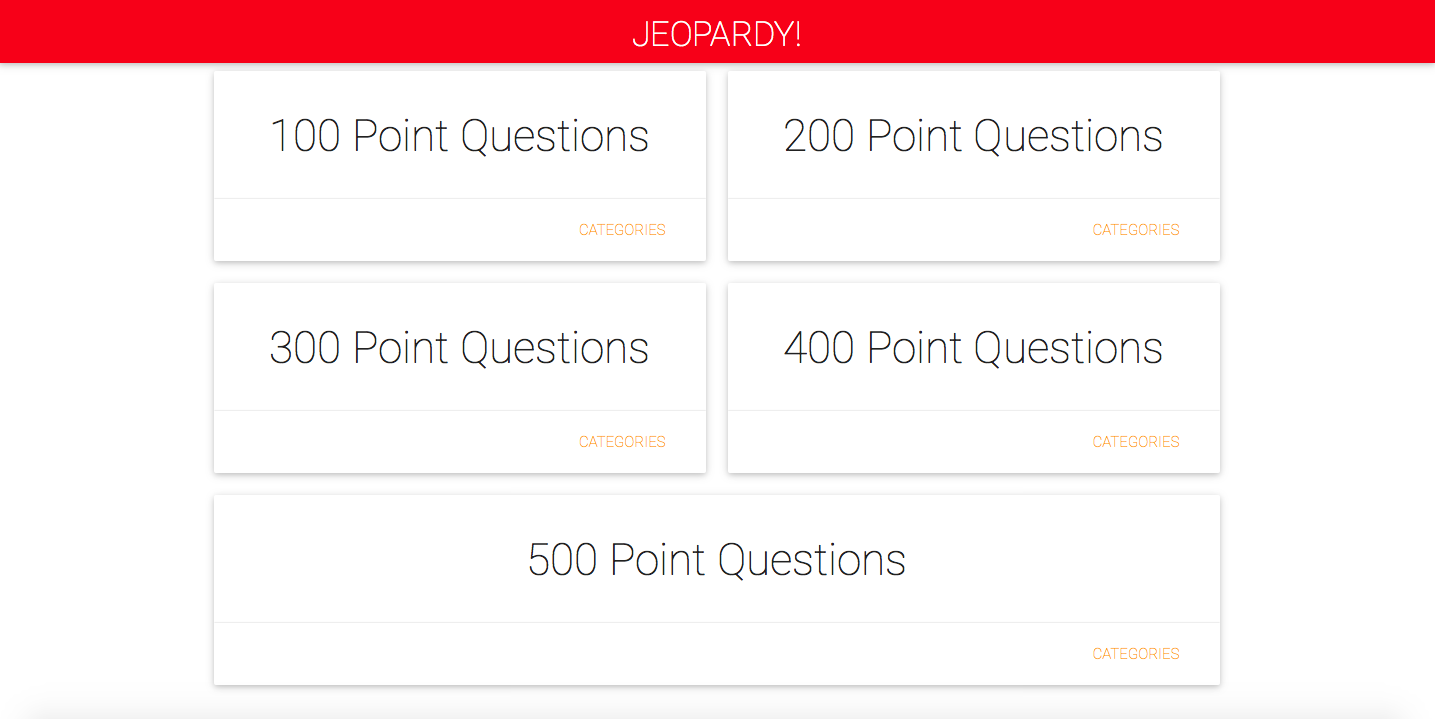 JEOPARDY!
100 Point Questions
CATEGORIES
200 Point Questions
CATEGORIES
300 Point Questions
CATEGORIES
400 Point Questions
CATEGORIES
500 Point Questions
CATEGORIES